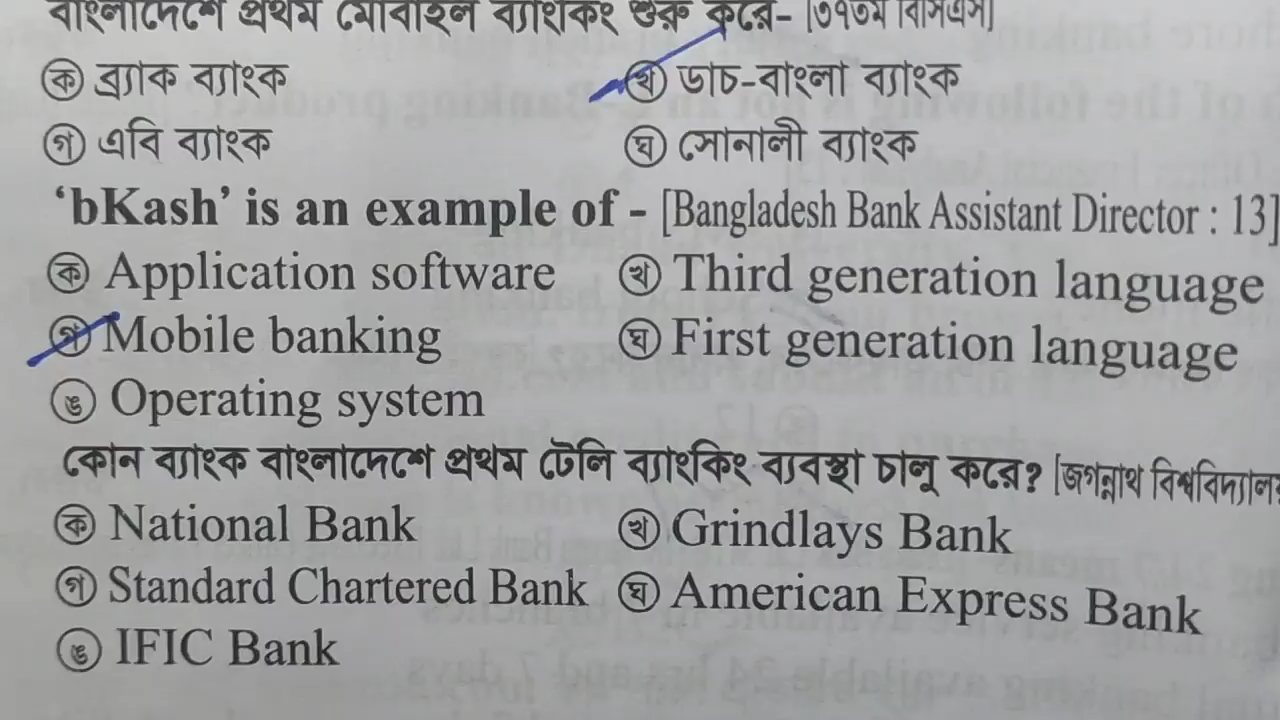 বাংলাদেশে প্রথম মোবাইল ব্যাংকিং শুরু করে– [৩৭তম বিসিএস]
ক ব্র্যাক ব্যাংক খ ডাচ-বাংলা ব্যাংক
গ এবি ব্যাংক ঘ সোনালী ব্যাংক
‘bKash’ is an example of - [Bangladesh Bank Assistant Director : 13]
ক Application software খ Third generation language
গ Mobile banking ঘ First generation language
ঙ Operating system
কোন ব্যাংক বাংলাদেশে প্রথম টেলি ব্যাংকিং ব্যবস্থা চালু করে? [জগন্নাথ
ক National Bank খ Grindlays Bank
গ Standard Chartered Bank ঘ American Express Bank
ঙ IFIC Bank